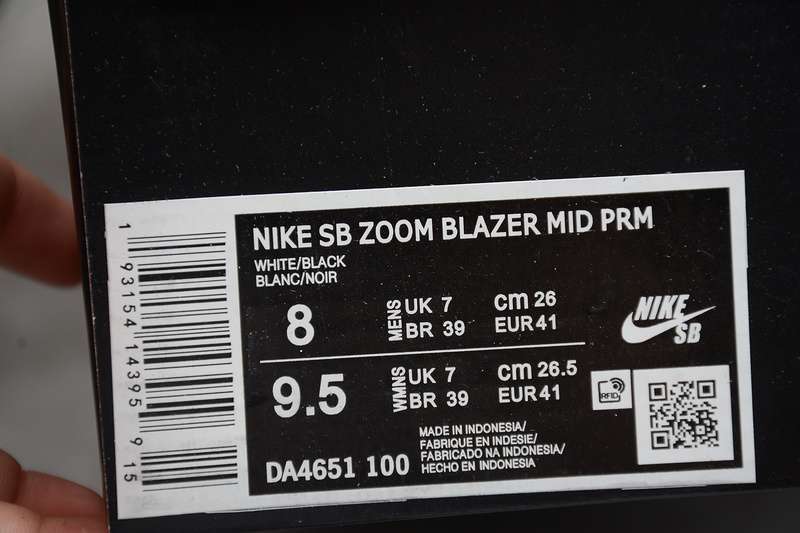 NIKE SB ZOOM BLAZER MID PRM
WHITE/BLACK
BLANC/NOIR
8
MENS
UK 7
BR 39
cm 26
EUR 41
9.5
WMNS
UK 7
BR 39
cm 26.5
EUR 41
NIKE
SB
RFID
MADE IN INDONESIA/
FABRIQUE EN INDESIE/
FABRICADO NA INDONESIA/
HECHO EN INDONESIA
DA4651 100
1 93154 14395 9 15